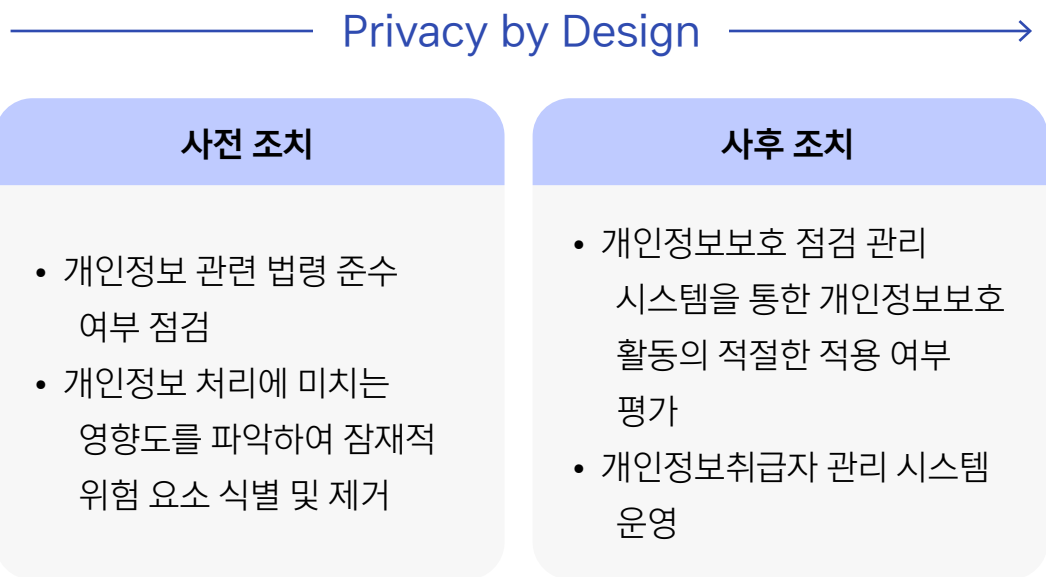 Privacy by Design
사전 조치
• 개인정보 관련 법령 준수
여부 점검
• 개인정보 처리에 미치는
영향도를 파악하여 잠재적
위험 요소 식별 및 제거
사후 조치
• 개인정보보호 점검 관리
시스템을 통한 개인정보보호
활동의 적절한 적용 여부
평가
• 개인정보취급자 관리 시스템
운영